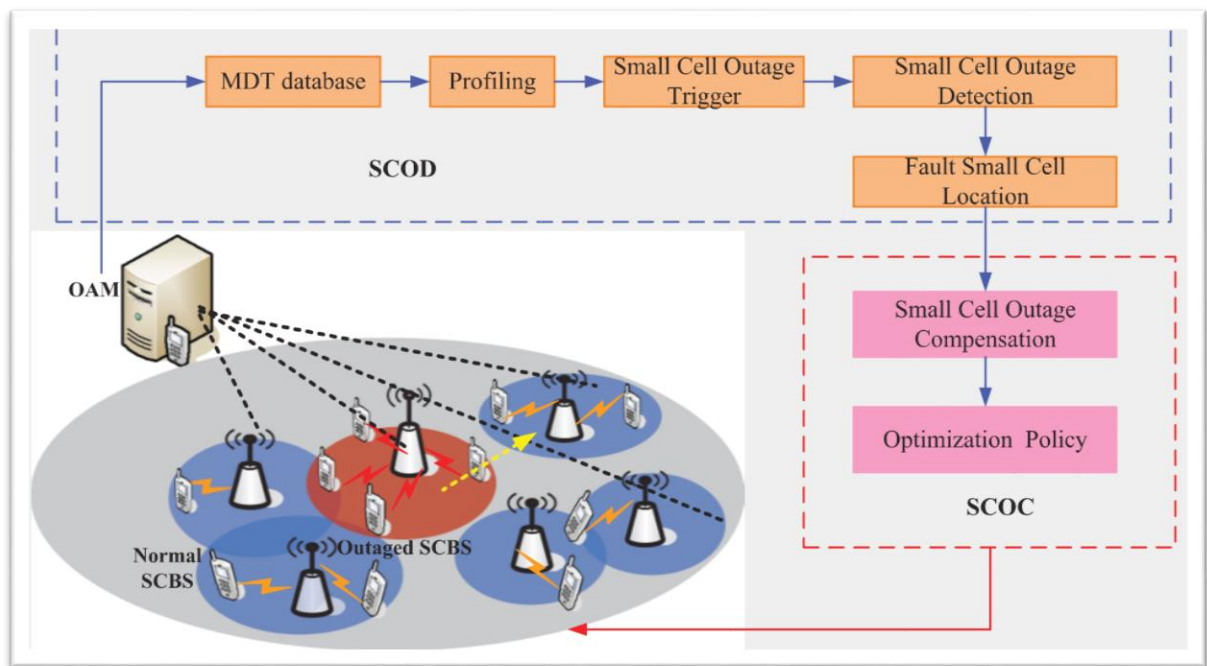 MDT database
Profiling
Small Cell Outage
Trigger
Small Cell Outage
Detection
SCOD
Fault Small Cell
Location
OAM
Small Cell Outage
Compensation
Optimization Policy
SCOC
Normal
SCBS
Outaged SCBS